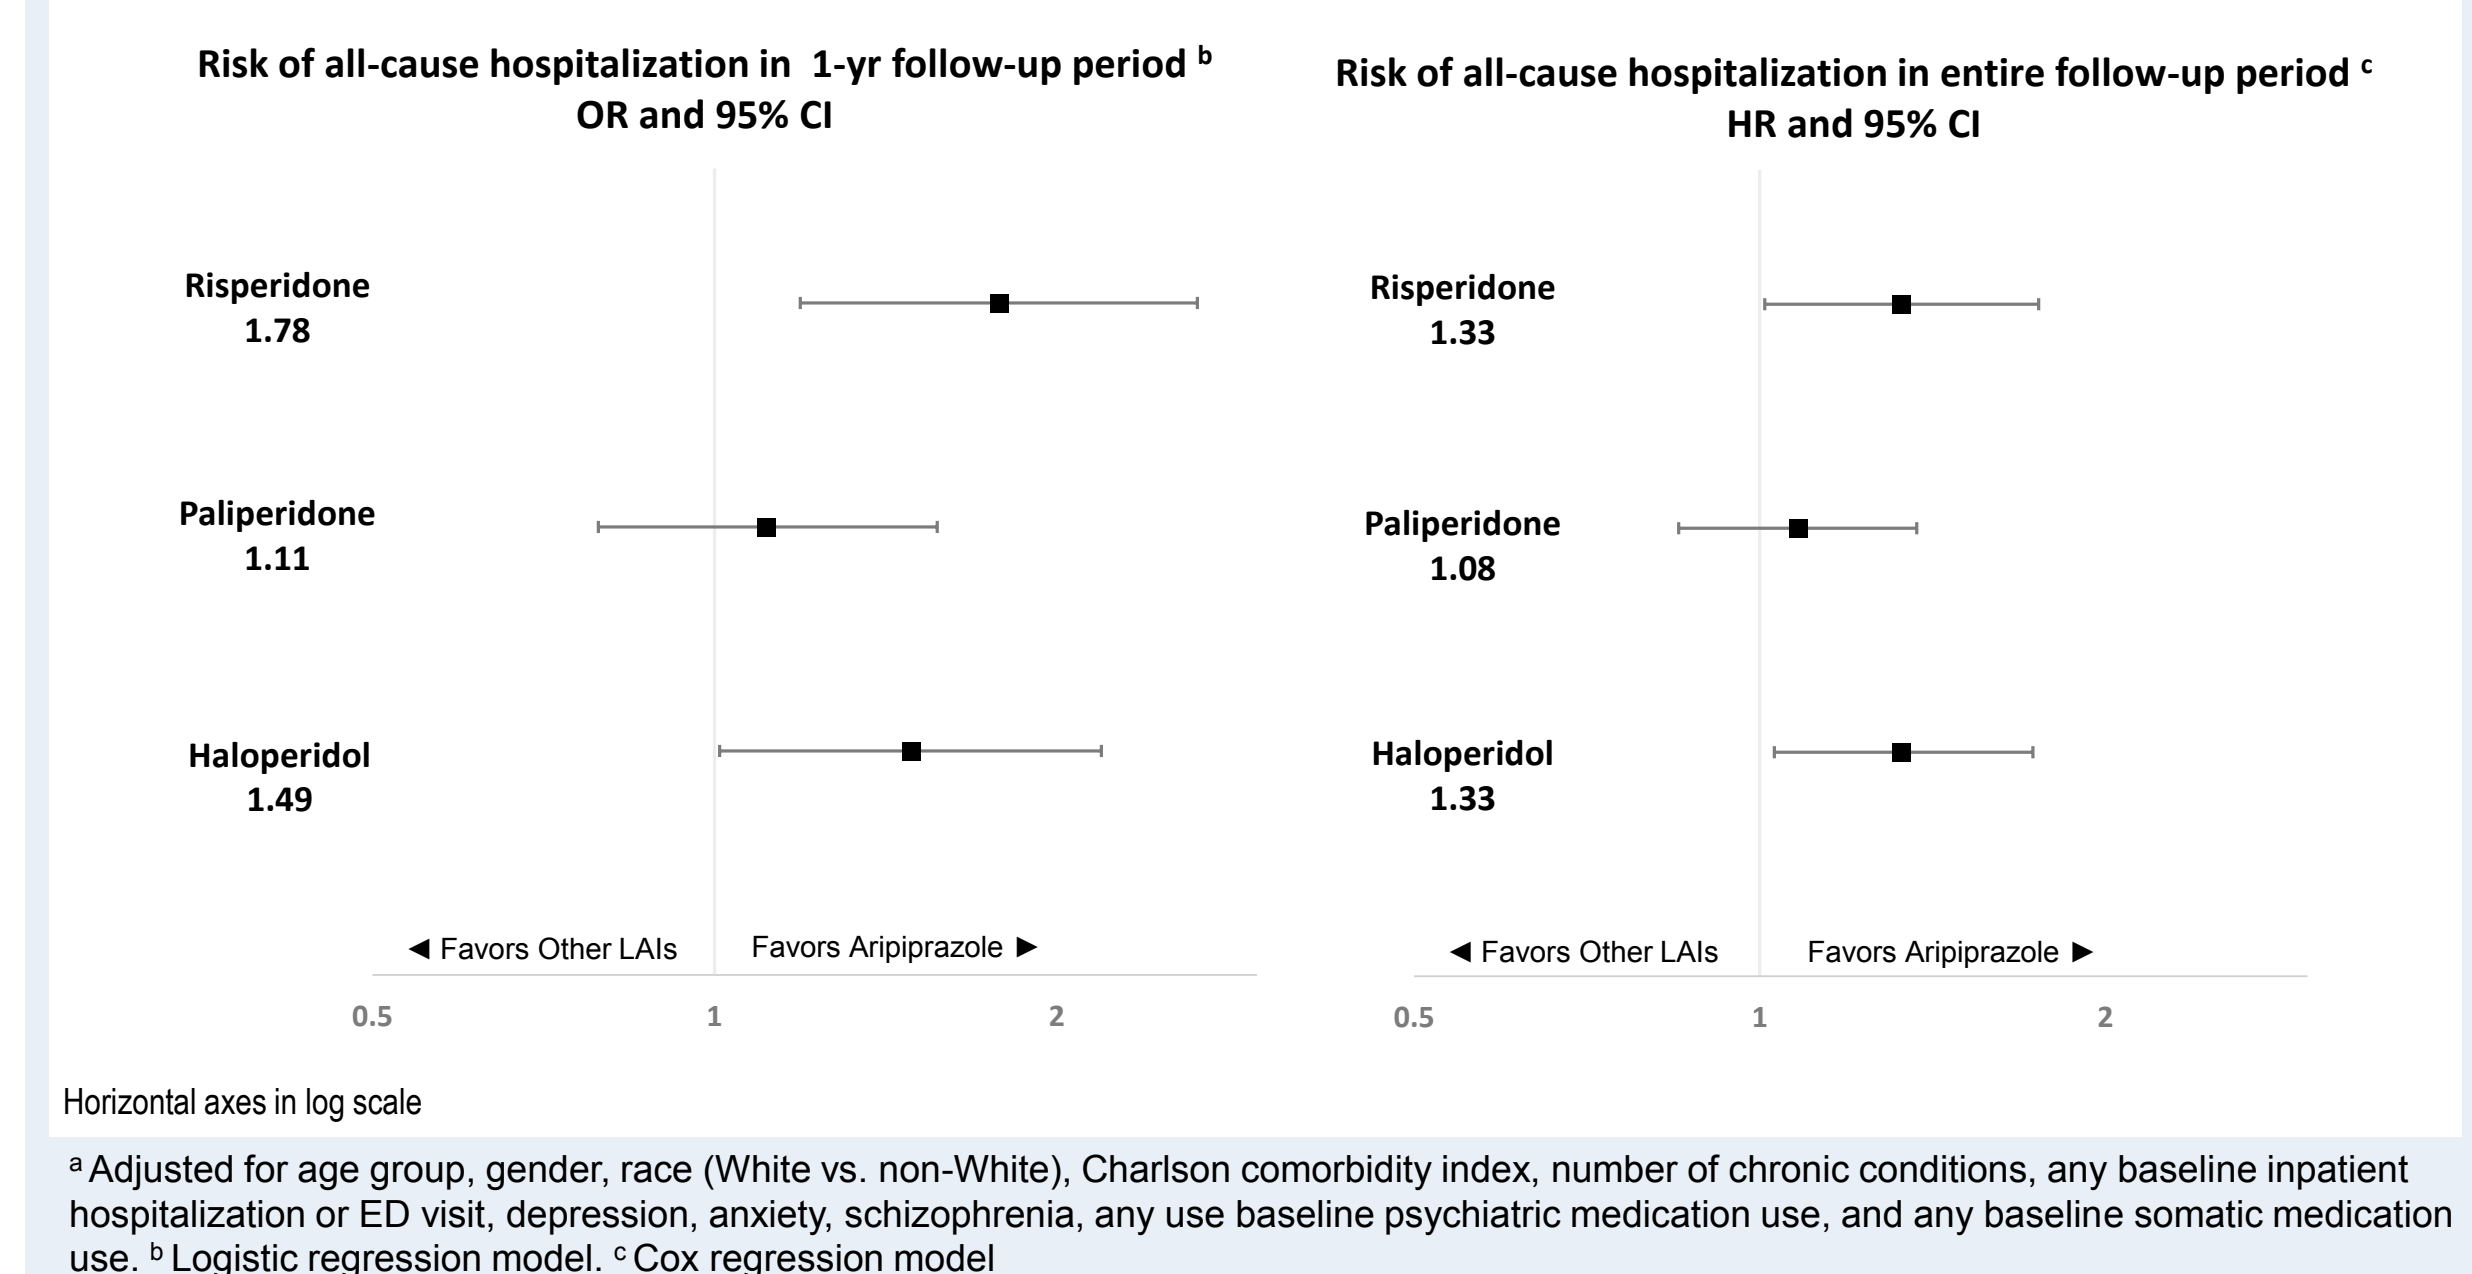 Risk of all-cause hospitalization in 1-yr follow-up period b
OR and 95% CI
Risperidone
1.78
Paliperidone
1.11
Haloperidol
1.49
◄ Favors Other LAIs
Favors Aripiprazole ►
0.5
1
2
Risk of all-cause hospitalization in entire follow-up period c
HR and 95% CI
Risperidone
1.33
Paliperidone
1.08
Haloperidol
1.33
◄ Favors Other LAIs
Favors Aripiprazole ►
0.5
1
2
Horizontal axes in log scale
a Adjusted for age group, gender, race (White vs. non-White), Charlson comorbidity index, number of chronic conditions, any baseline inpatient
hospitalization or ED visit, depression, anxiety, schizophrenia, any use baseline psychiatric medication use, and any baseline somatic medication
use. b Logistic regression model. c Cox regression model